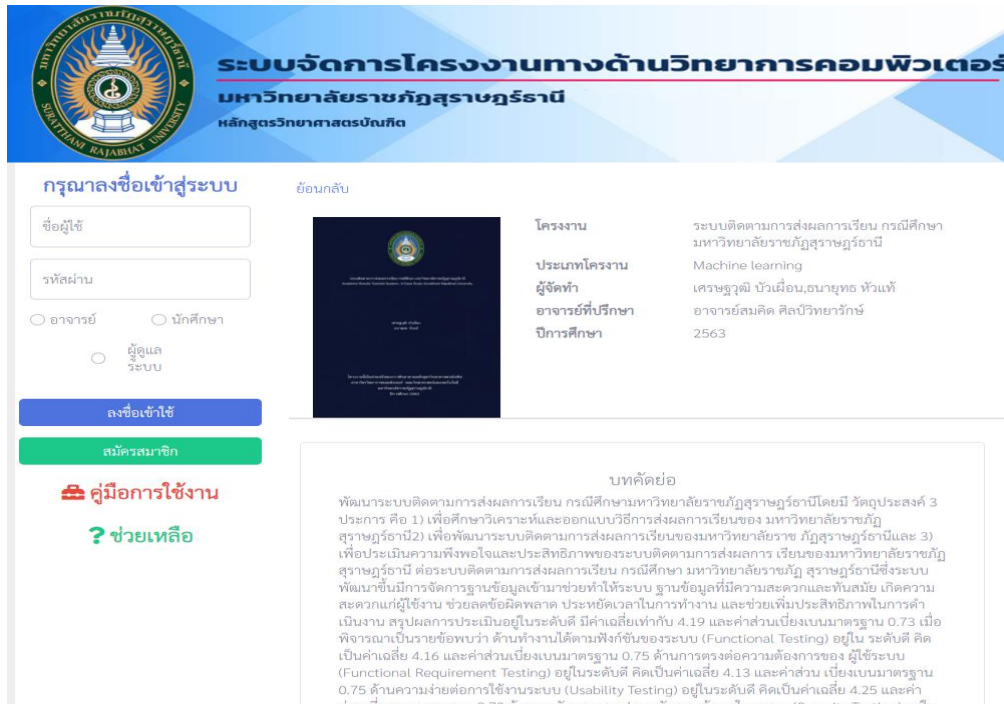 มหาวิทยาลัยราชภัฏสุราษฎร์ธานี
SURATTHANI RAJABHAT UNIVERSITY
ระบบจัดการโครงงานทางด้านวิทยาการคอมพิวเตอร์
มหาวิทยาลัยราชภัฏสุราษฎร์ธานี
หลักสูตรวิทยาศาสตรบัณฑิต
กรุณาลงชื่อเข้าสู่ระบบ
ชื่อผู้ใช้
รหัสผ่าน
อาจารย์ นักศึกษา
ผู้ดูแล
ระบบ
ลงชื่อเข้าใช้
สมัครสมาชิก
คู่มือการใช้งาน
ช่วยเหลือ
ย้อนกลับ
โครงงาน ระบบติดตามการส่งผลการเรียน กรณีศึกษา
มหาวิทยาลัยราชภัฏสุราษฎร์ธานี
ประเภทโครงาน Machine learning
ผู้จัดทำ เศรษฐวุฒิ บัวเผื่อน,ธนายุทธ หัวแท้
อาจารย์ที่ปรึกษา อาจารย์สมคิด ศิลป์วิทยารักษ์
ปีการศึกษา 2563
บทคัดย่อ
พัฒนาระบบติดตามการส่งผลการเรียน กรณีศึกษามหาวิทยาลัยราชภัฏสุราษฎร์ธานีโดยมี วัตถุประสงค์ 3
ประการ คือ 1) เพื่อศึกษาวิเคราะห์และออกแบบวิธีการส่งผลการเรียนของ มหาวิทยาลัยราชภัฏ
สุราษฎร์ธานี2) เพื่อพัฒนาระบบติดตามการส่งผลการเรียนของมหาวิทยาลัยราช ภัฏสุราษฎร์ธานีและ 3)
เพื่อประเมินความพึงพอใจและประสิทธิภาพของระบบติดตามการส่งผลการ เรียนของมหาวิทยาลัยราชภัฏ
สุราษฎร์ธานี ต่อระบบติดตามการส่งผลการเรียน กรณีศึกษา มหาวิทยาลัยราชภัฏ สุราษฎร์ธานีซึ่งระบบ
พัฒนาขึ้นมีการจัดการฐานข้อมูลเข้ามาช่วยทำให้ระบบ ฐานข้อมูลที่มีความสะดวกและทันสมัย เกิดความ
สะดวกแก่ผู้ใช้งาน ช่วยลดข้อผิดพลาด ประหยัดเวลาในการทำงาน และช่วยเพิ่มประสิทธิภาพในการดำ
เนินงาน สรุปผลการประเมินอยู่ในระดับดี มีค่าเฉลี่ยเท่ากับ 4.19 และค่าส่วนเบี่ยงเบนมาตรฐาน 0.73 เมื่อ
พิจารณาเป็นรายข้อพบว่า ด้านทำงานได้ตามฟังก์ชันของระบบ (Functional Testing) อยู่ใน ระดับดี คิด
เป็นค่าเฉลี่ย 4.16 และค่าส่วนเบี่ยงเบนมาตรฐาน 0.75 ด้านการตรงต่อความต้องการของ ผู้ใช้ระบบ
(Functional Requirement Testing) อยู่ในระดับดี คิดเป็นค่าเฉลี่ย 4.13 และค่าส่วน เบี่ยงเบนมาตรฐาน
0.75 ด้านความง่ายต่อการใช้งานระบบ (Usability Testing) อยู่ในระดับดี คิดเป็นค่าเฉลี่ย 4.25 และค่า